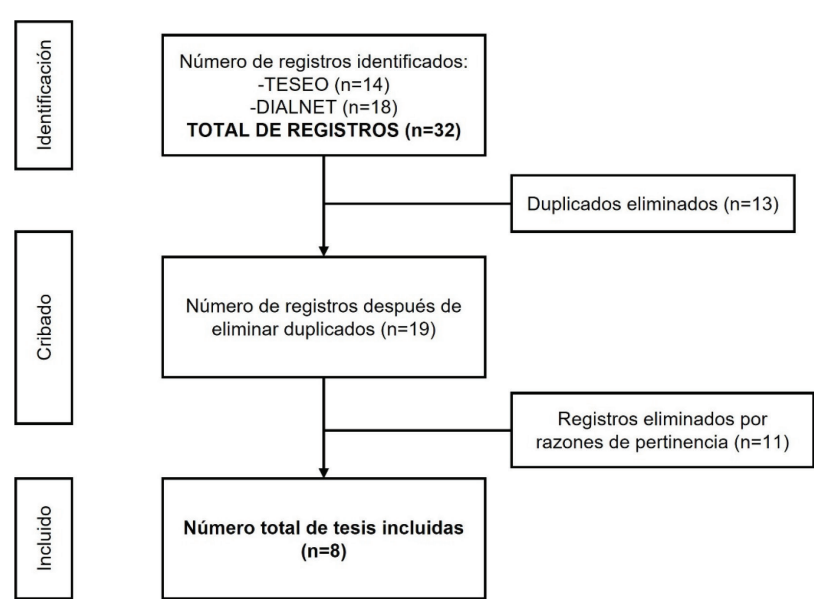 Identificación
Número de registros identificados:
-TESEO (n=14)
-DIALNET (n=18)
TOTAL DE REGISTROS (n=32)
Duplicados eliminados (n=13)
Cribado
Número de registros después de
eliminar duplicados (n=19)
Registros eliminados por
razones de pertinencia (n=11)
Incluido
Número total de tesis incluidas
(n=8)